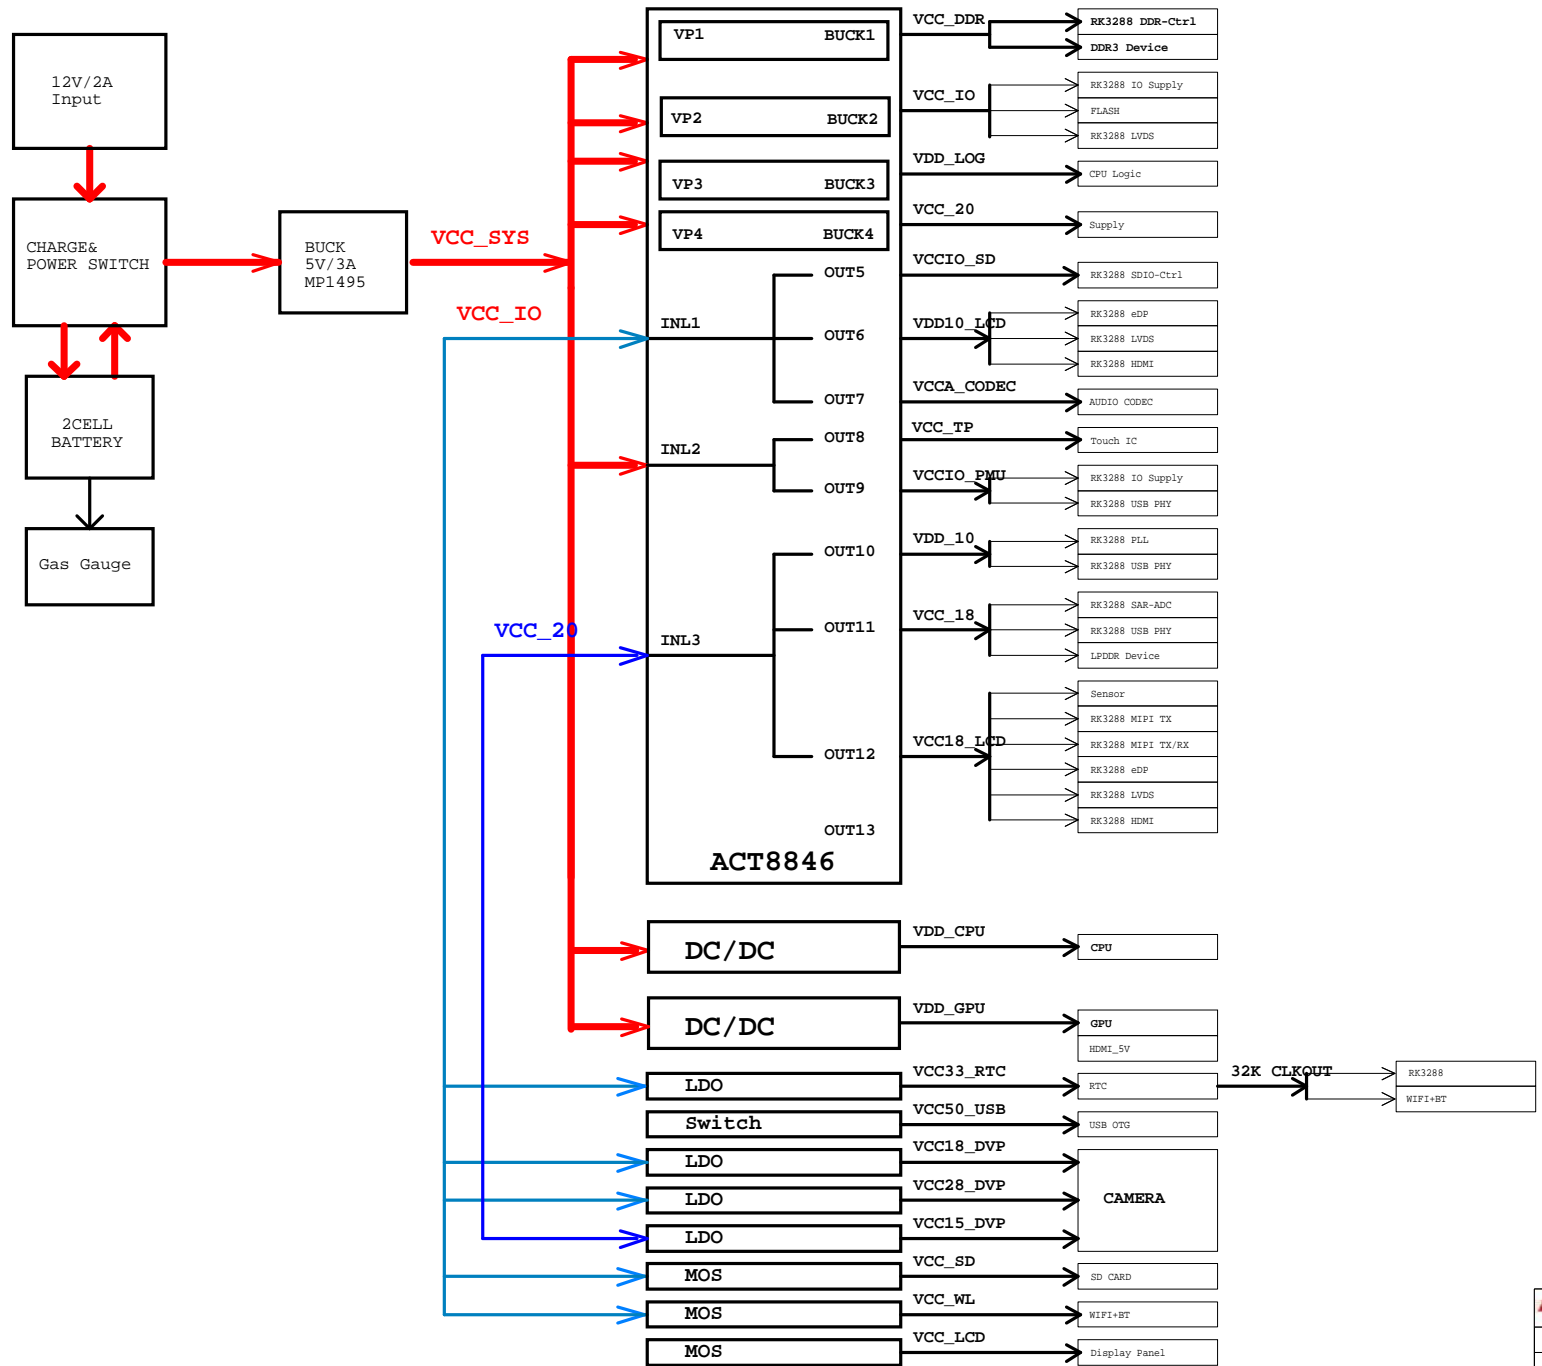 12V/2A
Input
CHARGE&
POWER SWITCH
2CELL
BATTERY
Gas Gauge
BUCK
5V/3A
MP1495
VCC_SYS
VCC_IO
VCC_20
VP1 BUCK1
VP2 BUCK2
VP3 BUCK3
VP4 BUCK4
OUT5
INL1
OUT6
OUT7
OUT8
INL2
OUT9
OUT10
OUT11
INL3
OUT12
OUT13
ACT8846
VCC_DDR
RK3288 DDR-Ctrl
DDR3 Device
VCC_IO
RK3288 IO Supply
FLASH
RK3288 LVDS
VDD_LOG
CPU Logic
VCC_20
Supply
VCCIO_SD
RK3288 SDIO-Ctrl
VDD10_LCD
RK3288 eDP
RK3288 LVDS
RK3288 HDMI
VCCA_CODEC
AUDIO CODEC
VCC_TP
Touch IC
VCCIO_PMU
RK3288 IO Supply
RK3288 USB PHY
VDD_10
RK3288 PLL
RK3288 USB PHY
VCC_18
RK3288 SAR-ADC
RK3288 USB PHY
LPDDR Device
VCC18_LCD
Sensor
RK3288 MIPI TX
RK3288 MIPI TX/RX
RK3288 eDP
RK3288 LVDS
RK3288 HDMI
DC/DC
VDD_CPU
CPU
DC/DC
VDD_GPU
GPU
HDMI_5V
LDO
VCC33_RTC
RTC
32K CLKOUT
RK3288
WIFI+BT
Switch
VCC50_USB
USB OTG
LDO
VCC18_DVP
LDO
VCC28_DVP
CAMERA
LDO
VCC15_DVP
MOS
VCC_SD
SD CARD
MOS
VCC_WL
WIFI+BT
MOS
VCC_LCD
Display Panel